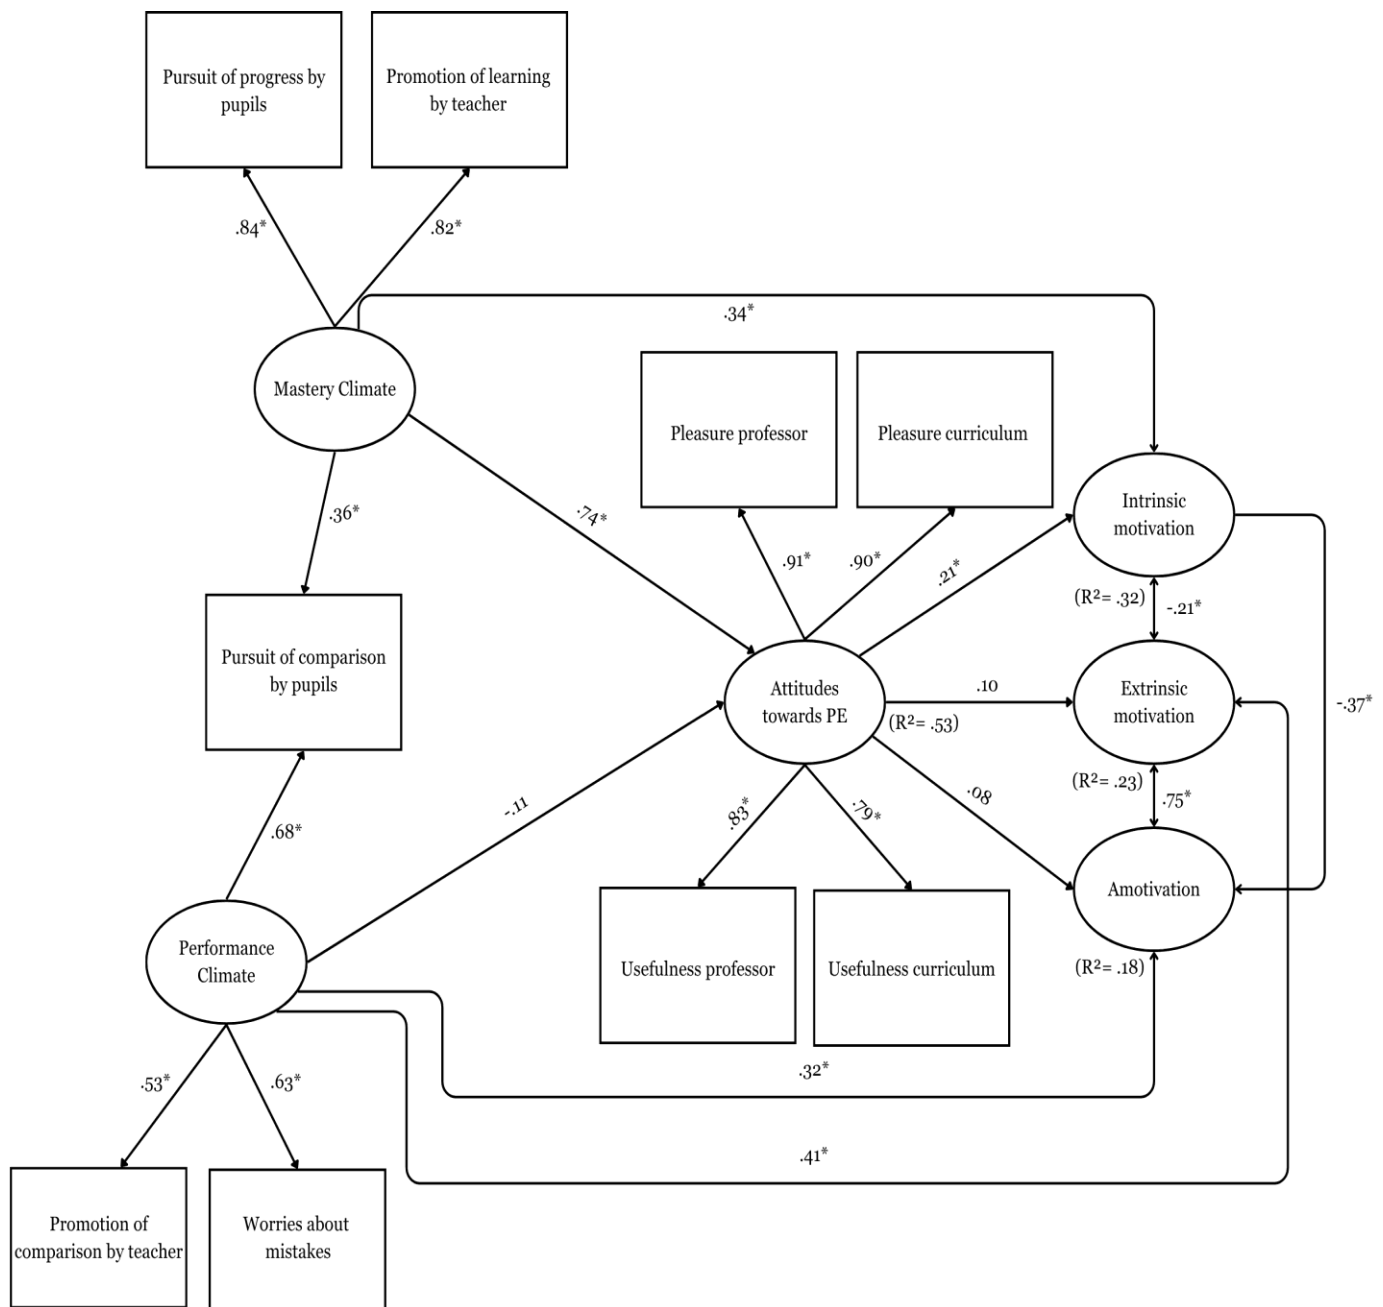 Pursuit of progress by
pupils
Promotion of learning
by teacher
.84*
.82*
.34*
Mastery Climate
Pleasure professor
Pleasure curriculum
Intrinsic
motivation
.36*
.74*
.91*
.90*
.21*
(R²= .32)
-.21*
Pursuit of comparison
by pupils
Attitudes
towards PE
.10
(R²= .53)
Extrinsic
motivation
-.37*
(R²= .23)
.75*
.68*
-.11
.83*
.79*
.08
Amotivation
(R²= .18)
Performance
Climate
Usefulness professor
Usefulness curriculum
.53*
.63*
.32*
.41*
Promotion of
comparison by teacher
Worries about
mistakes